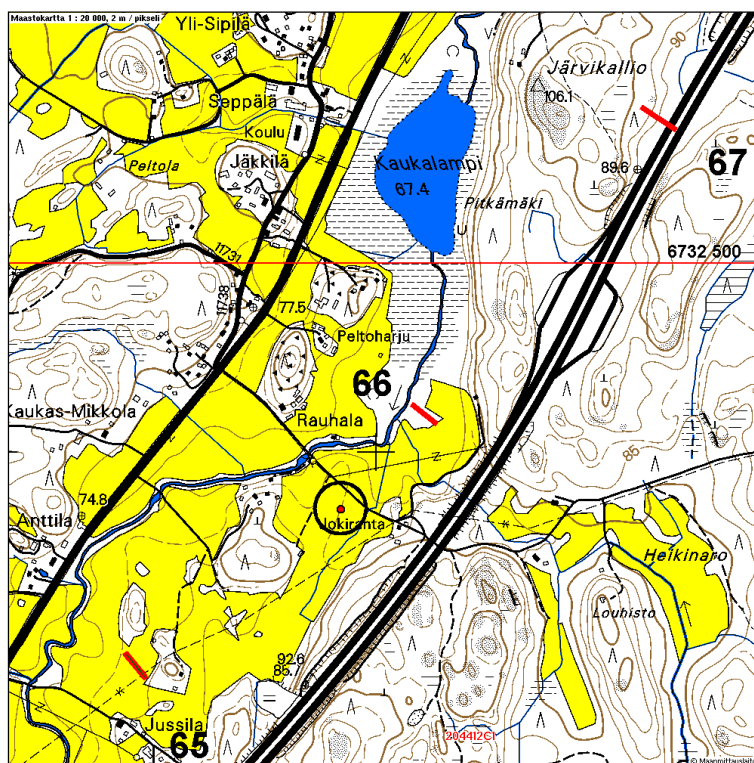 Maastokartta 1 : 20 000, 2 m / pikseli
Yli-Sipilä
Järvikallio
90
106.1
Seppälä
Koulu
Jäkkilä
Peltola
Kaukalampi
67.4
Pitkämäki
89.6
67
11731
6732 500
11738
77.5
Peltoharju
66
Kaukas-Mikkola
Rauhala
85
74.8
Anttila
Jokiranta
Heikinaro
Louhisto
92.6
85.
Jussila
65
204412C1
© Maanmittauslaitos